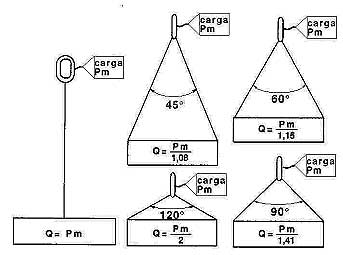 carga
Pm
Q = Pm
carga
Pm
45°
Q = Pm
1,08
carga
Pm
60°
Q = Pm
1,15
carga
Pm
120°
Q = Pm
2
carga
Pm
90°
Q = Pm
1,41